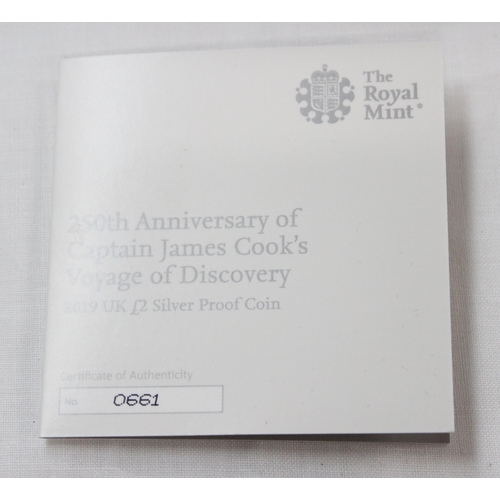 The
Royal
Mint®
250th Anniversary of
Captain James Cook's
Voyage of Discovery
2019 UK £2 Silver Proof Coin
Certificate of Authenticity
No. 0661